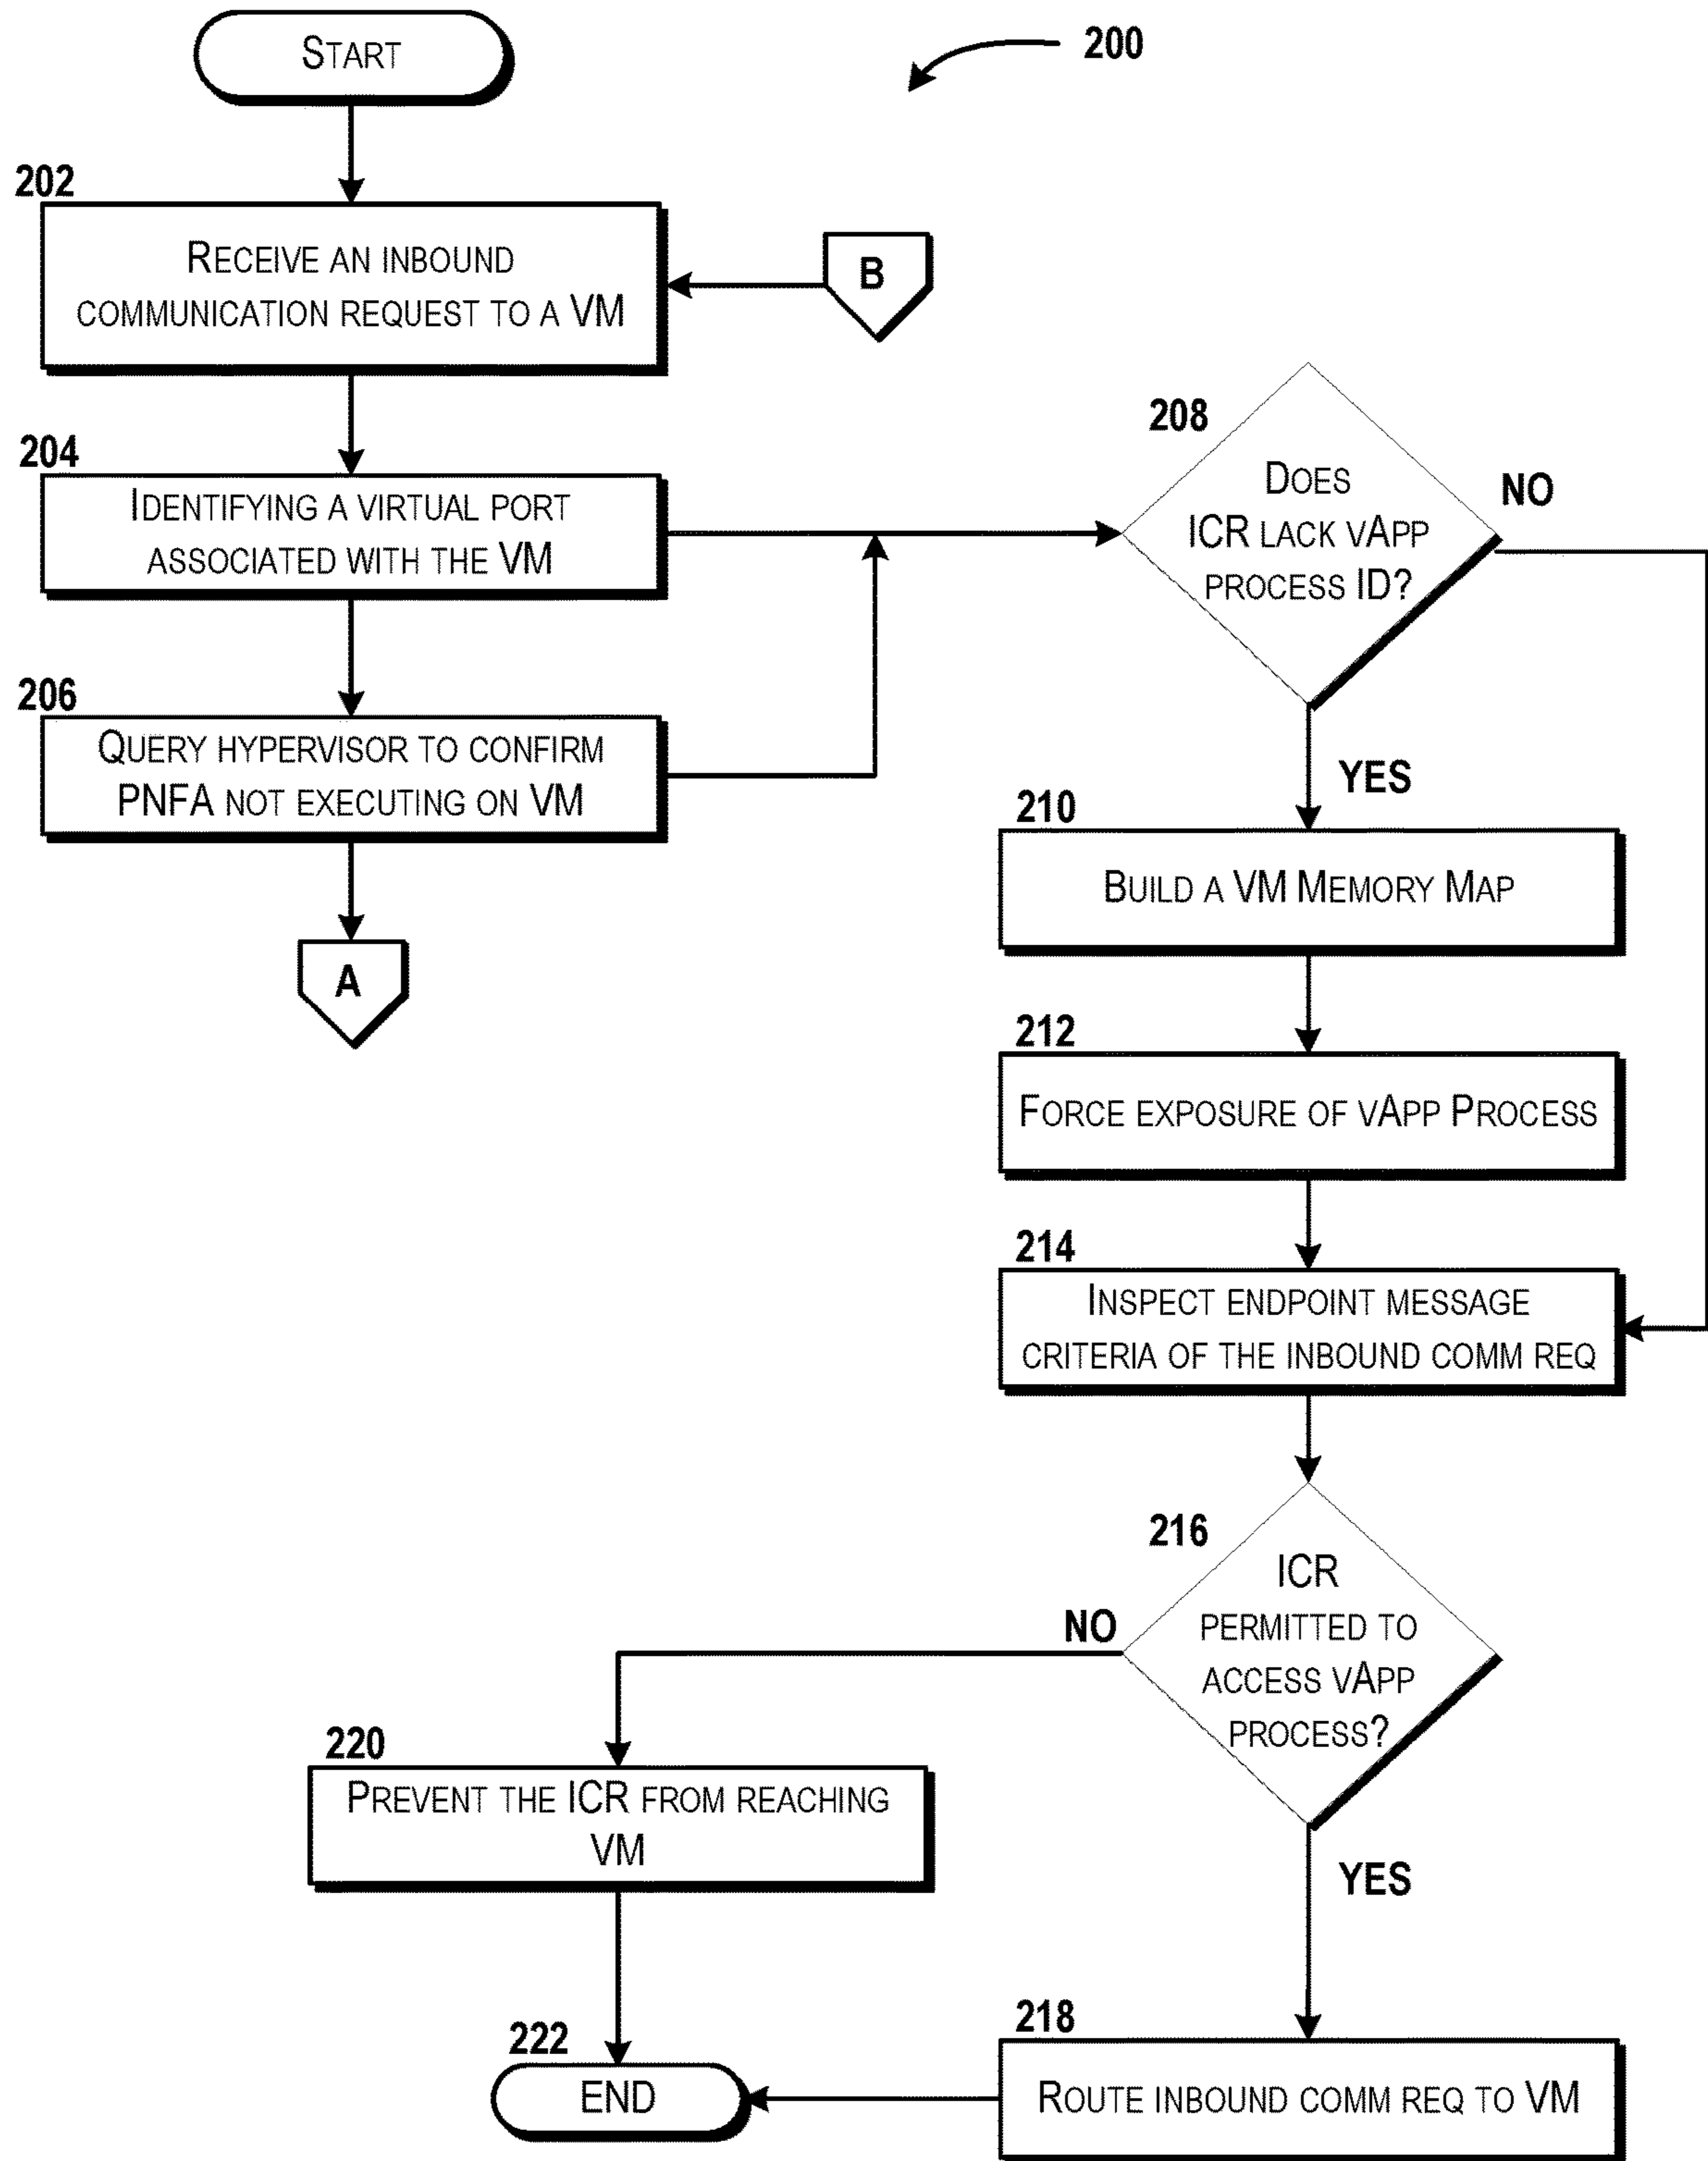 START
200
202
RECEIVE AN INBOUND
COMMUNICATION REQUEST TO A VM
B
204
IDENTIFYING A VIRTUAL PORT
ASSOCIATED WITH THE VM
206
QUERY HYPERVISOR TO CONFIRM
PNFA NOT EXECUTING ON VM
A
208
DOES
ICR LACK VAPP
PROCESS ID?
NO
YES
210
BUILD A VM MEMORY MAP
212
FORCE EXPOSURE OF VAPP PROCESS
214
INSPECT ENDPOINT MESSAGE
CRITERIA OF THE INBOUND COMM REQ
216
ICR
PERMITTED TO
ACCESS VAPP
PROCESS?
NO
YES
220
PREVENT THE ICR FROM REACHING
VM
218
ROUTE INBOUND COMM REQ TO VM
222
END